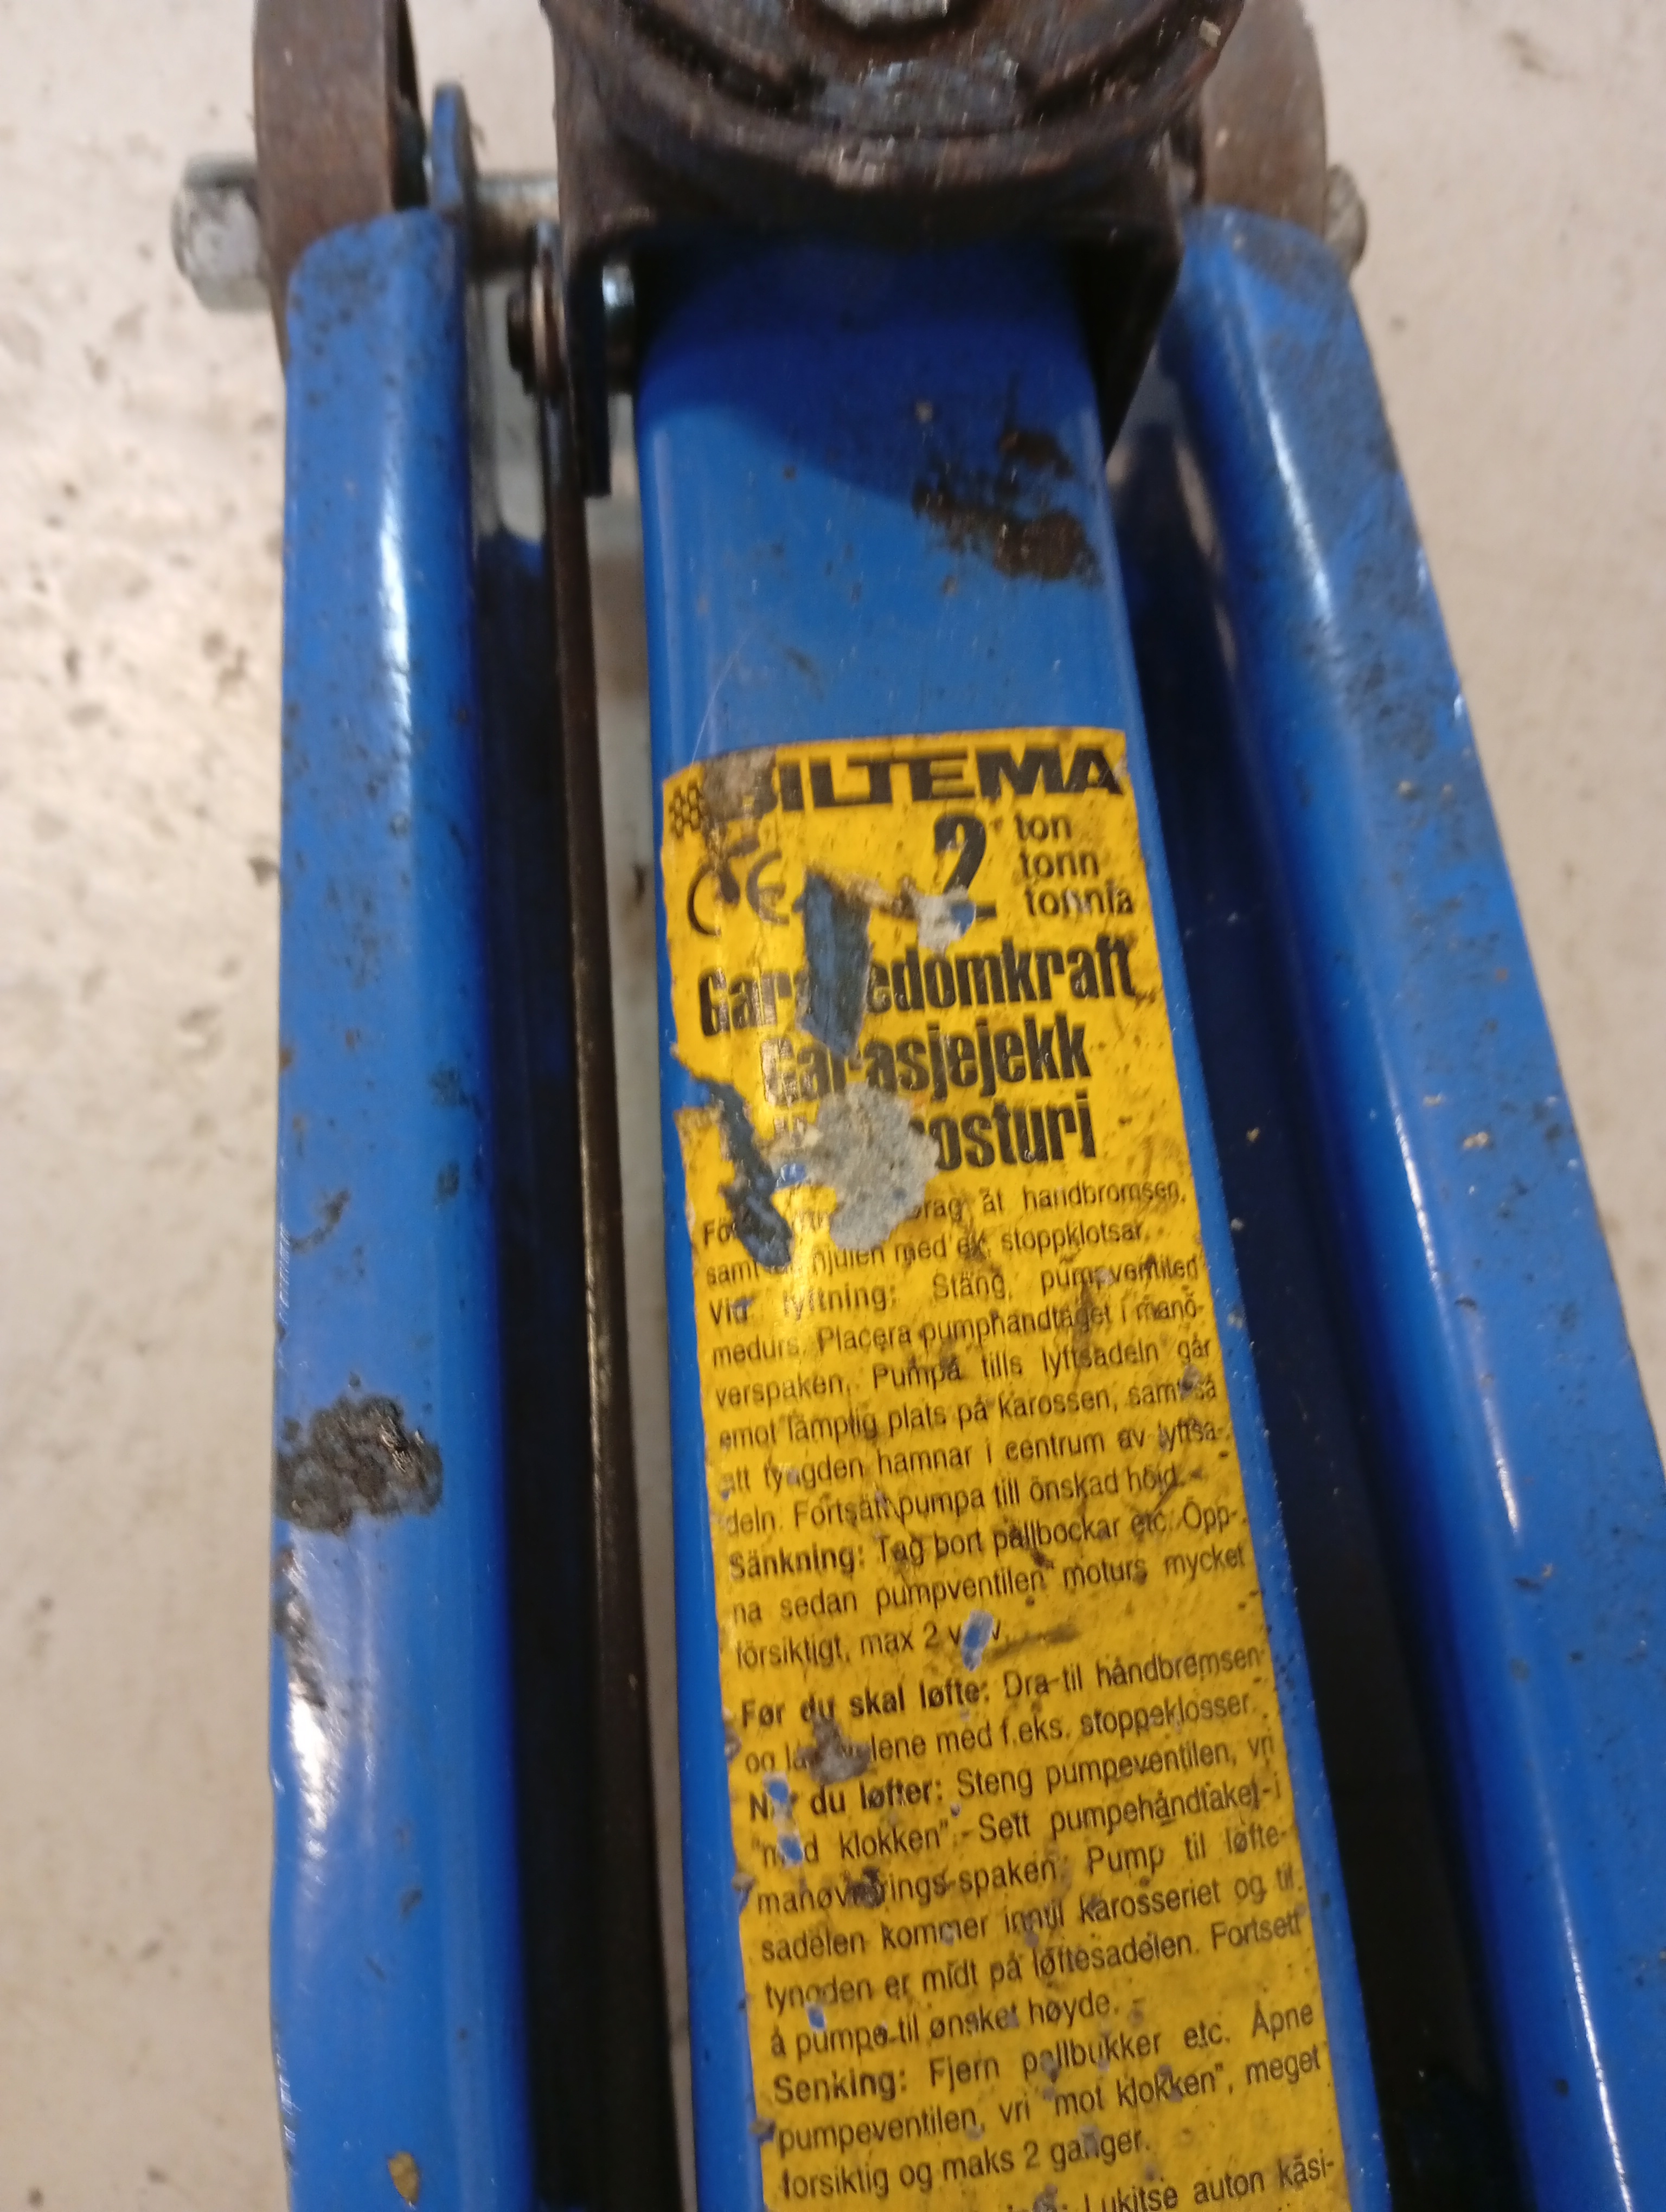 BILTEMA
CE 2 ton
tonn
tonnia
Garagedomkraft
Garasjejekk
åt handbromsen,
hjulen med ex. stoppklotsar.
Vid lyftning: Stäng pumpventilen
medurs. Placera pumphandtaget i manö-
verspaken. Pumpa tills lyftsadeln går
emot lämplig plats på karossen, samt så
att tyngden hamnar i centrum av lyftsa-
deln. Fortsätt pumpa till önskad höjd.
Sänkning: Tag bort pallbockar etc. Öpp-
na sedan pumpventilen moturs mycket
försiktigt, max 2 varv.
Før du skal løfte: Dra til håndbremsen
og med f.eks. stoppeklosser.
Når du løfter: Steng pumpeventilen, vri
"med klokken". Sett pumpehåndtaket i
manøvrerings-spaken. Pump til løfte-
sadelen kommer inntil karosseriet og til
tyngden er midt på løftesadelen. Fortsett
å pumpe til ønsket høyde.
Senking: Fjern pallbukker etc. Åpne
pumpeventilen, vri "mot klokken", meget
forsiktig og maks 2 ganger.
Lukitse auton käsi-